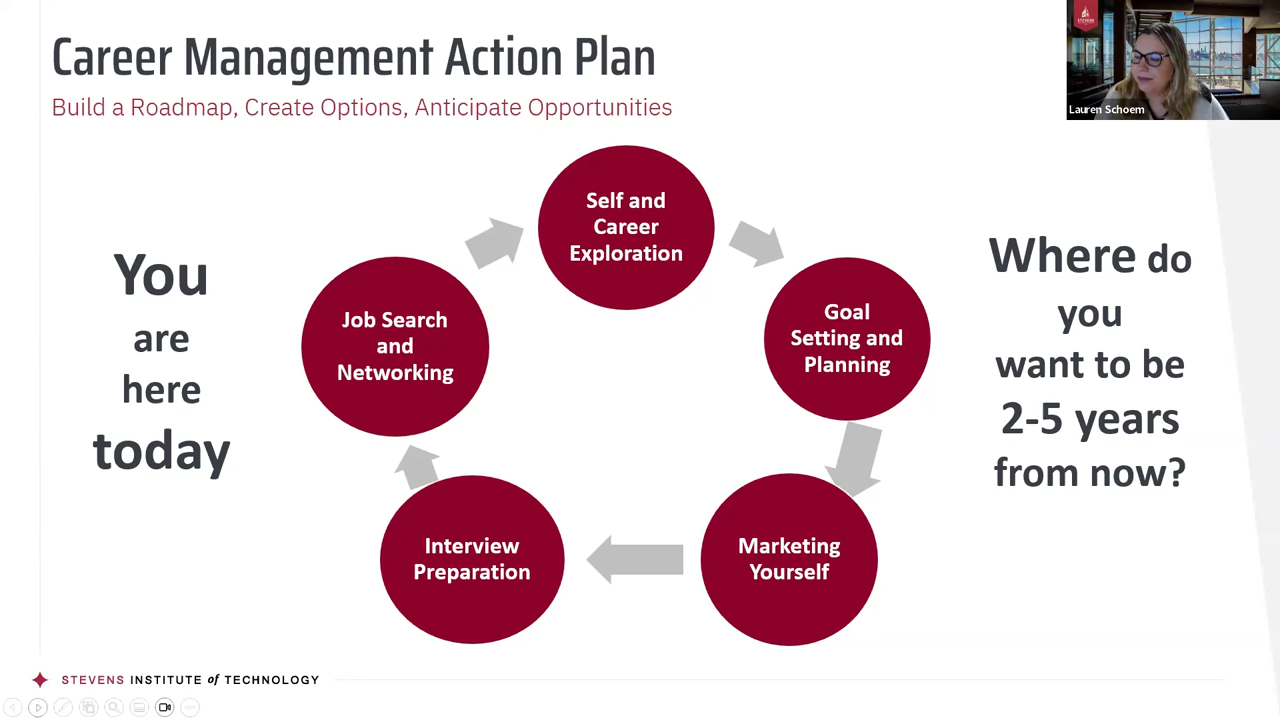 Career Management Action Plan
Build a Roadmap, Create Options, Anticipate Opportunities
STEVENS
Lauren Schoem
Self and
Career
Exploration
You
are
here
today
Job Search
and
Networking
Goal
Setting and
Planning
Where do
you
want to be
2-5 years
from now?
Interview
Preparation
Marketing
Yourself
STEVENS INSTITUTE of TECHNOLOGY